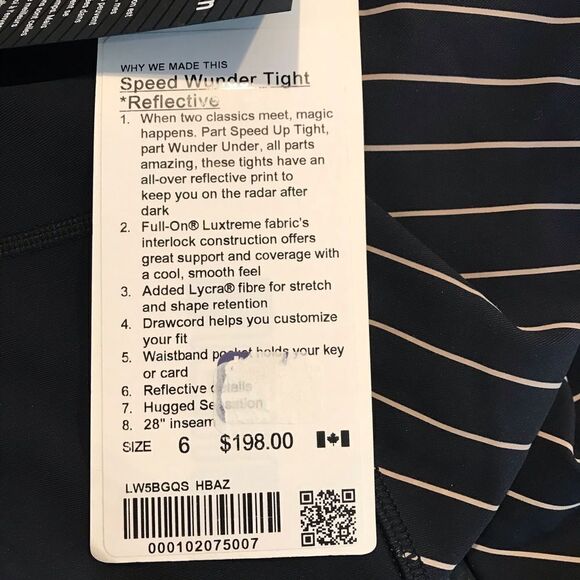 WHY WE MADE THIS
Speed Wunder Tight
*Reflective
1. When two classics meet, magic
happens. Part Speed Up Tight,
part Wunder Under, all parts
amazing, these tights have an
all-over reflective print to
keep you on the radar after
dark
2. Full-On® Luxtreme fabric's
interlock construction offers
great support and coverage with
a cool, smooth feel
3. Added Lycra® fibre for stretch
and shape retention
4. Drawcord helps you customize
your fit
5. Waistband pocket holds your key
or card
6. Reflective details
7. Hugged Sensation
8. 28" inseam
SIZE 6 $198.00
LW5BGQS HBAZ
000102075007